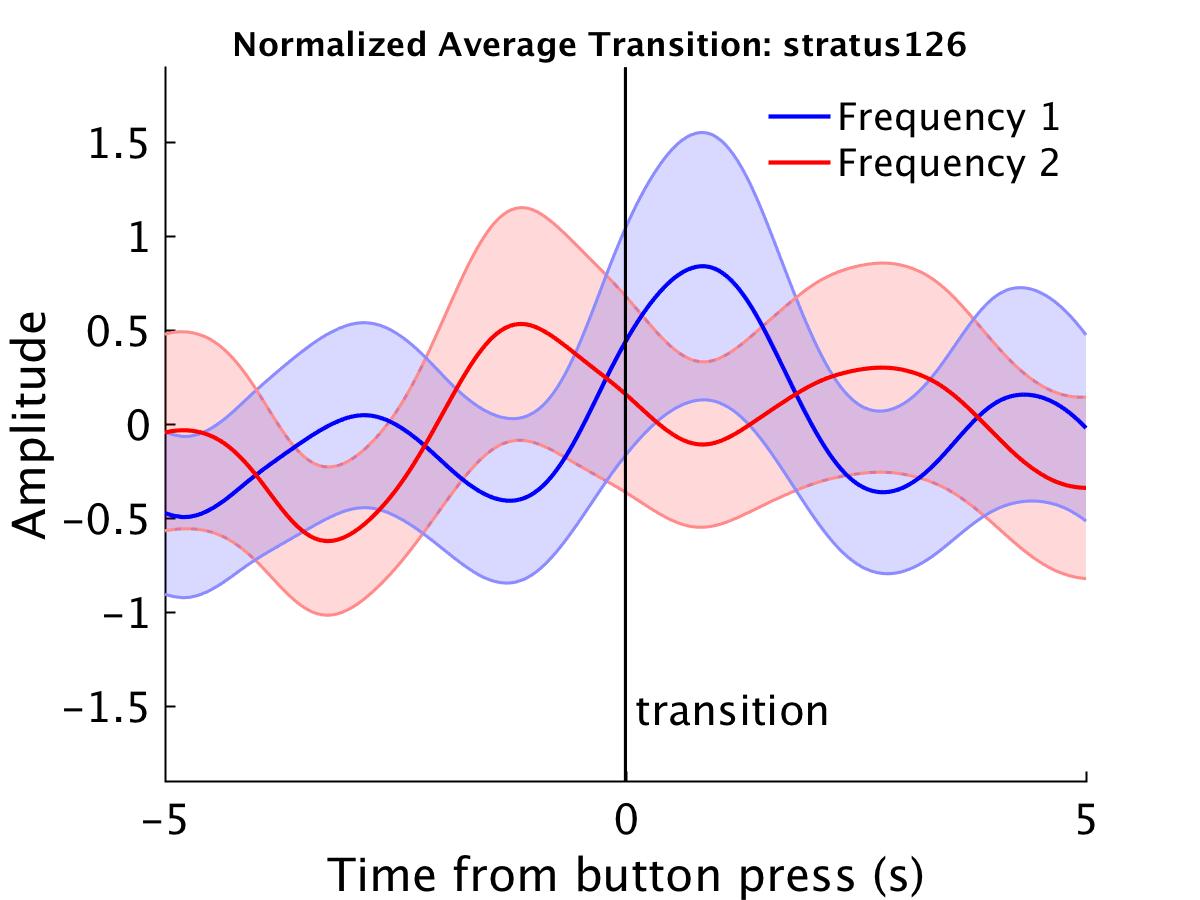 Normalized Average Transition: stratus126
Frequency 1
Frequency 2
1.5
1
0.5
0
−0.5
−1
−1.5
Amplitude
transition
−5
0
5
Time from button press (s)